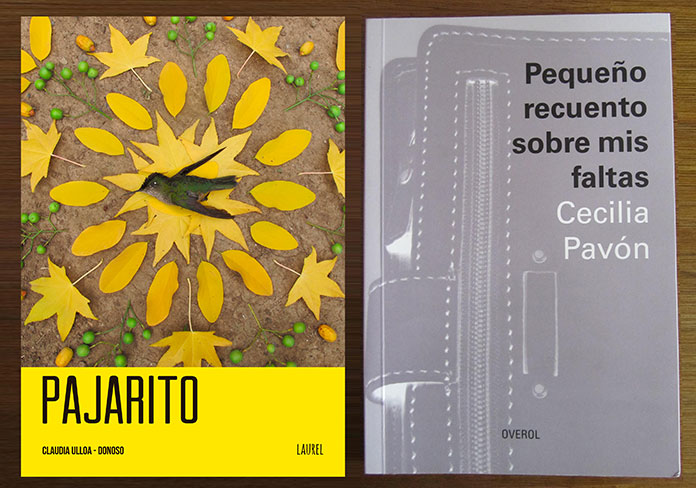 PAJARITO
CLAUDIA ULLOA - DONOSO
LAUREL
Pequeño
recuento
sobre mis
faltas
Cecilia
Pavón
OVEROL